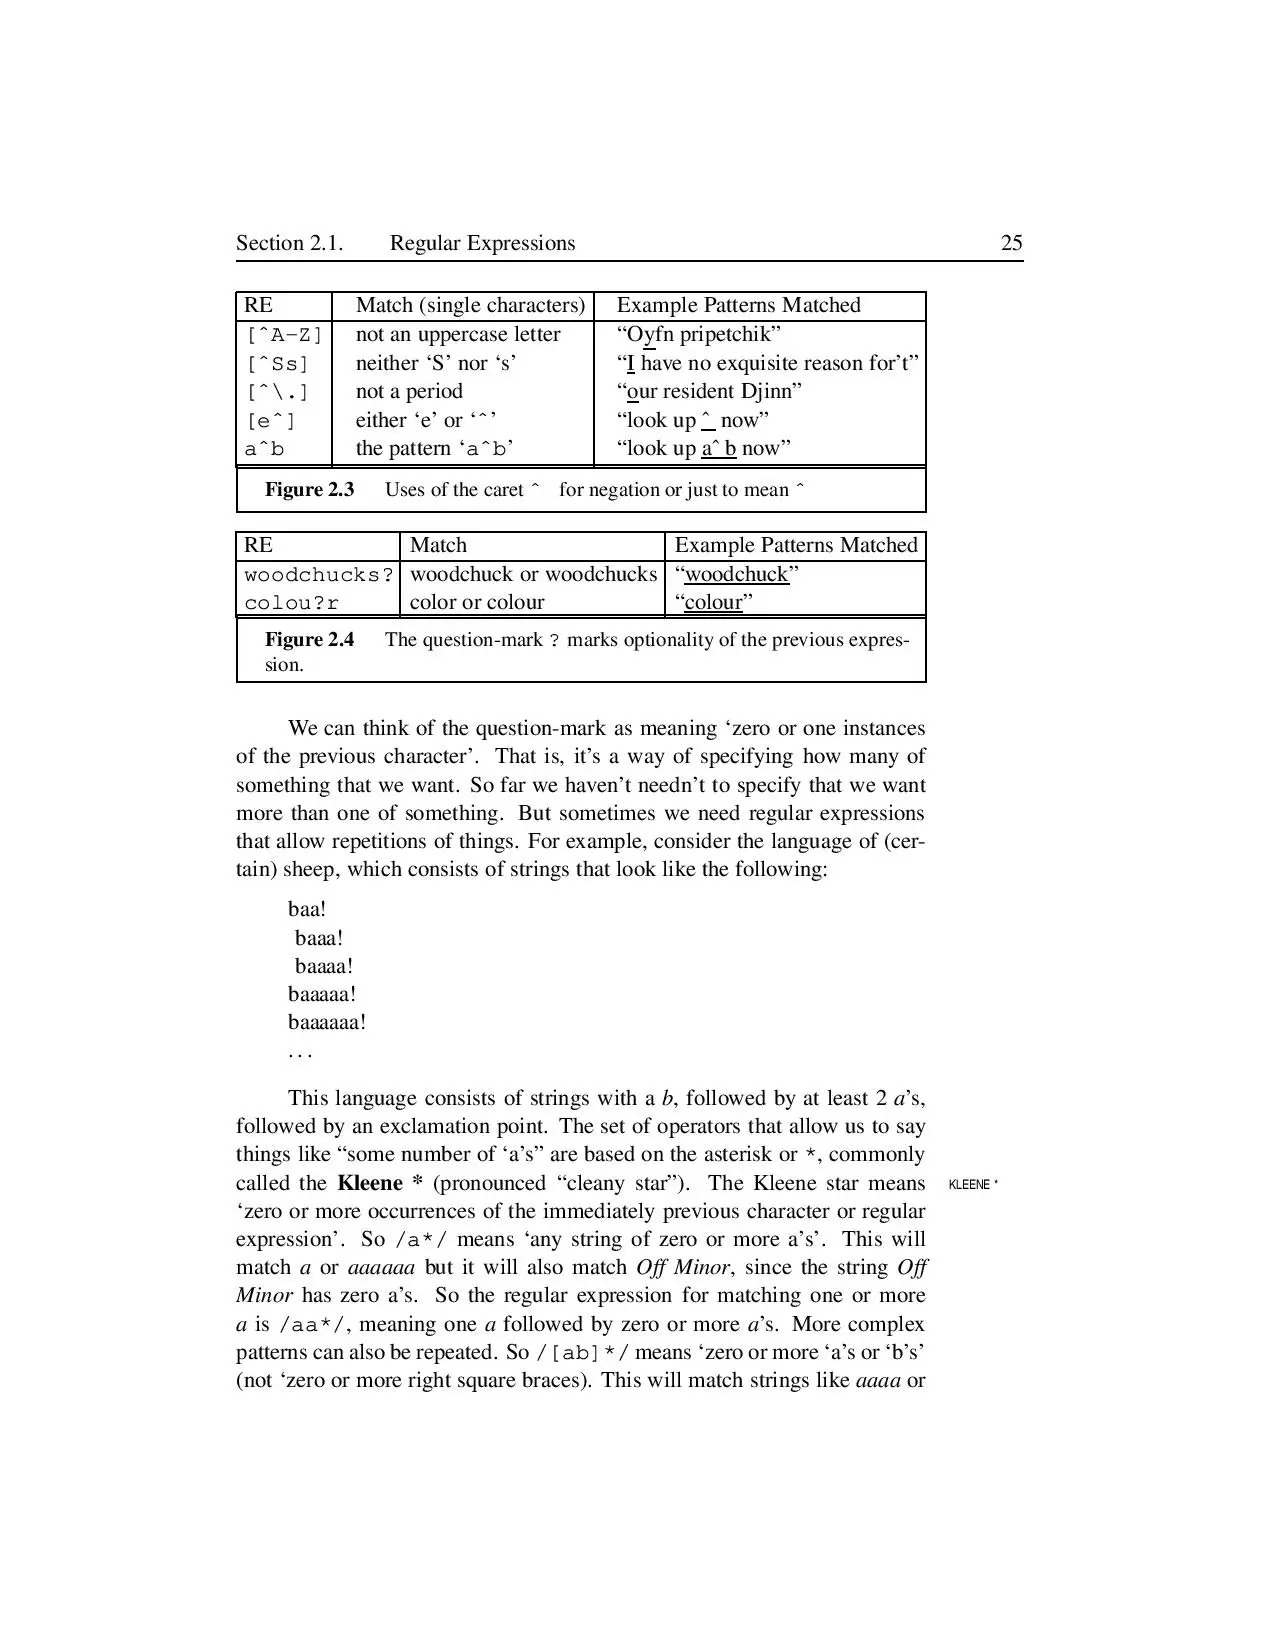 Section 2.1. Regular Expressions 25
RE Match (single characters) Example Patterns Matched
[ˆA-Z] not an uppercase letter “Oyfn pripetchik”
[ˆSs] neither ‘S’ nor ‘s’ “I have no exquisite reason for’t”
[ˆ\.] not a period “our resident Djinn”
[eˆ] either ‘e’ or ‘ˆ’ “look up ˆ now”
aˆb the pattern ‘aˆb’ “look up aˆ b now”
Figure 2.3 Uses of the caret ˆ for negation or just to mean ˆ
RE Match Example Patterns Matched
woodchucks? woodchuck or woodchucks “woodchuck”
colou?r color or colour “colour”
Figure 2.4 The question-mark ? marks optionality of the previous expres-
sion.
We can think of the question-mark as meaning ‘zero or one instances
of the previous character’. That is, it’s a way of specifying how many of
something that we want. So far we haven’t needn’t to specify that we want
more than one of something. But sometimes we need regular expressions
that allow repetitions of things. For example, consider the language of (cer-
tain) sheep, which consists of strings that look like the following:
baa!
baaa!
baaaa!
baaaaa!
baaaaaa!
...
This language consists of strings with a b, followed by at least 2 a’s,
followed by an exclamation point. The set of operators that allow us to say
things like “some number of ‘a’s” are based on the asterisk or *, commonly
called the Kleene * (pronounced “cleany star”). The Kleene star means KLEENE *
‘zero or more occurrences of the immediately previous character or regular
expression’. So /a*/ means ‘any string of zero or more a’s’. This will
match a or aaaaaa but it will also match Off Minor, since the string Off
Minor has zero a’s. So the regular expression for matching one or more
a is /aa*/, meaning one a followed by zero or more a’s. More complex
patterns can also be repeated. So /[ab]*/ means ‘zero or more ‘a’s or ‘b’s’
(not ‘zero or more right square braces). This will match strings like aaaa or